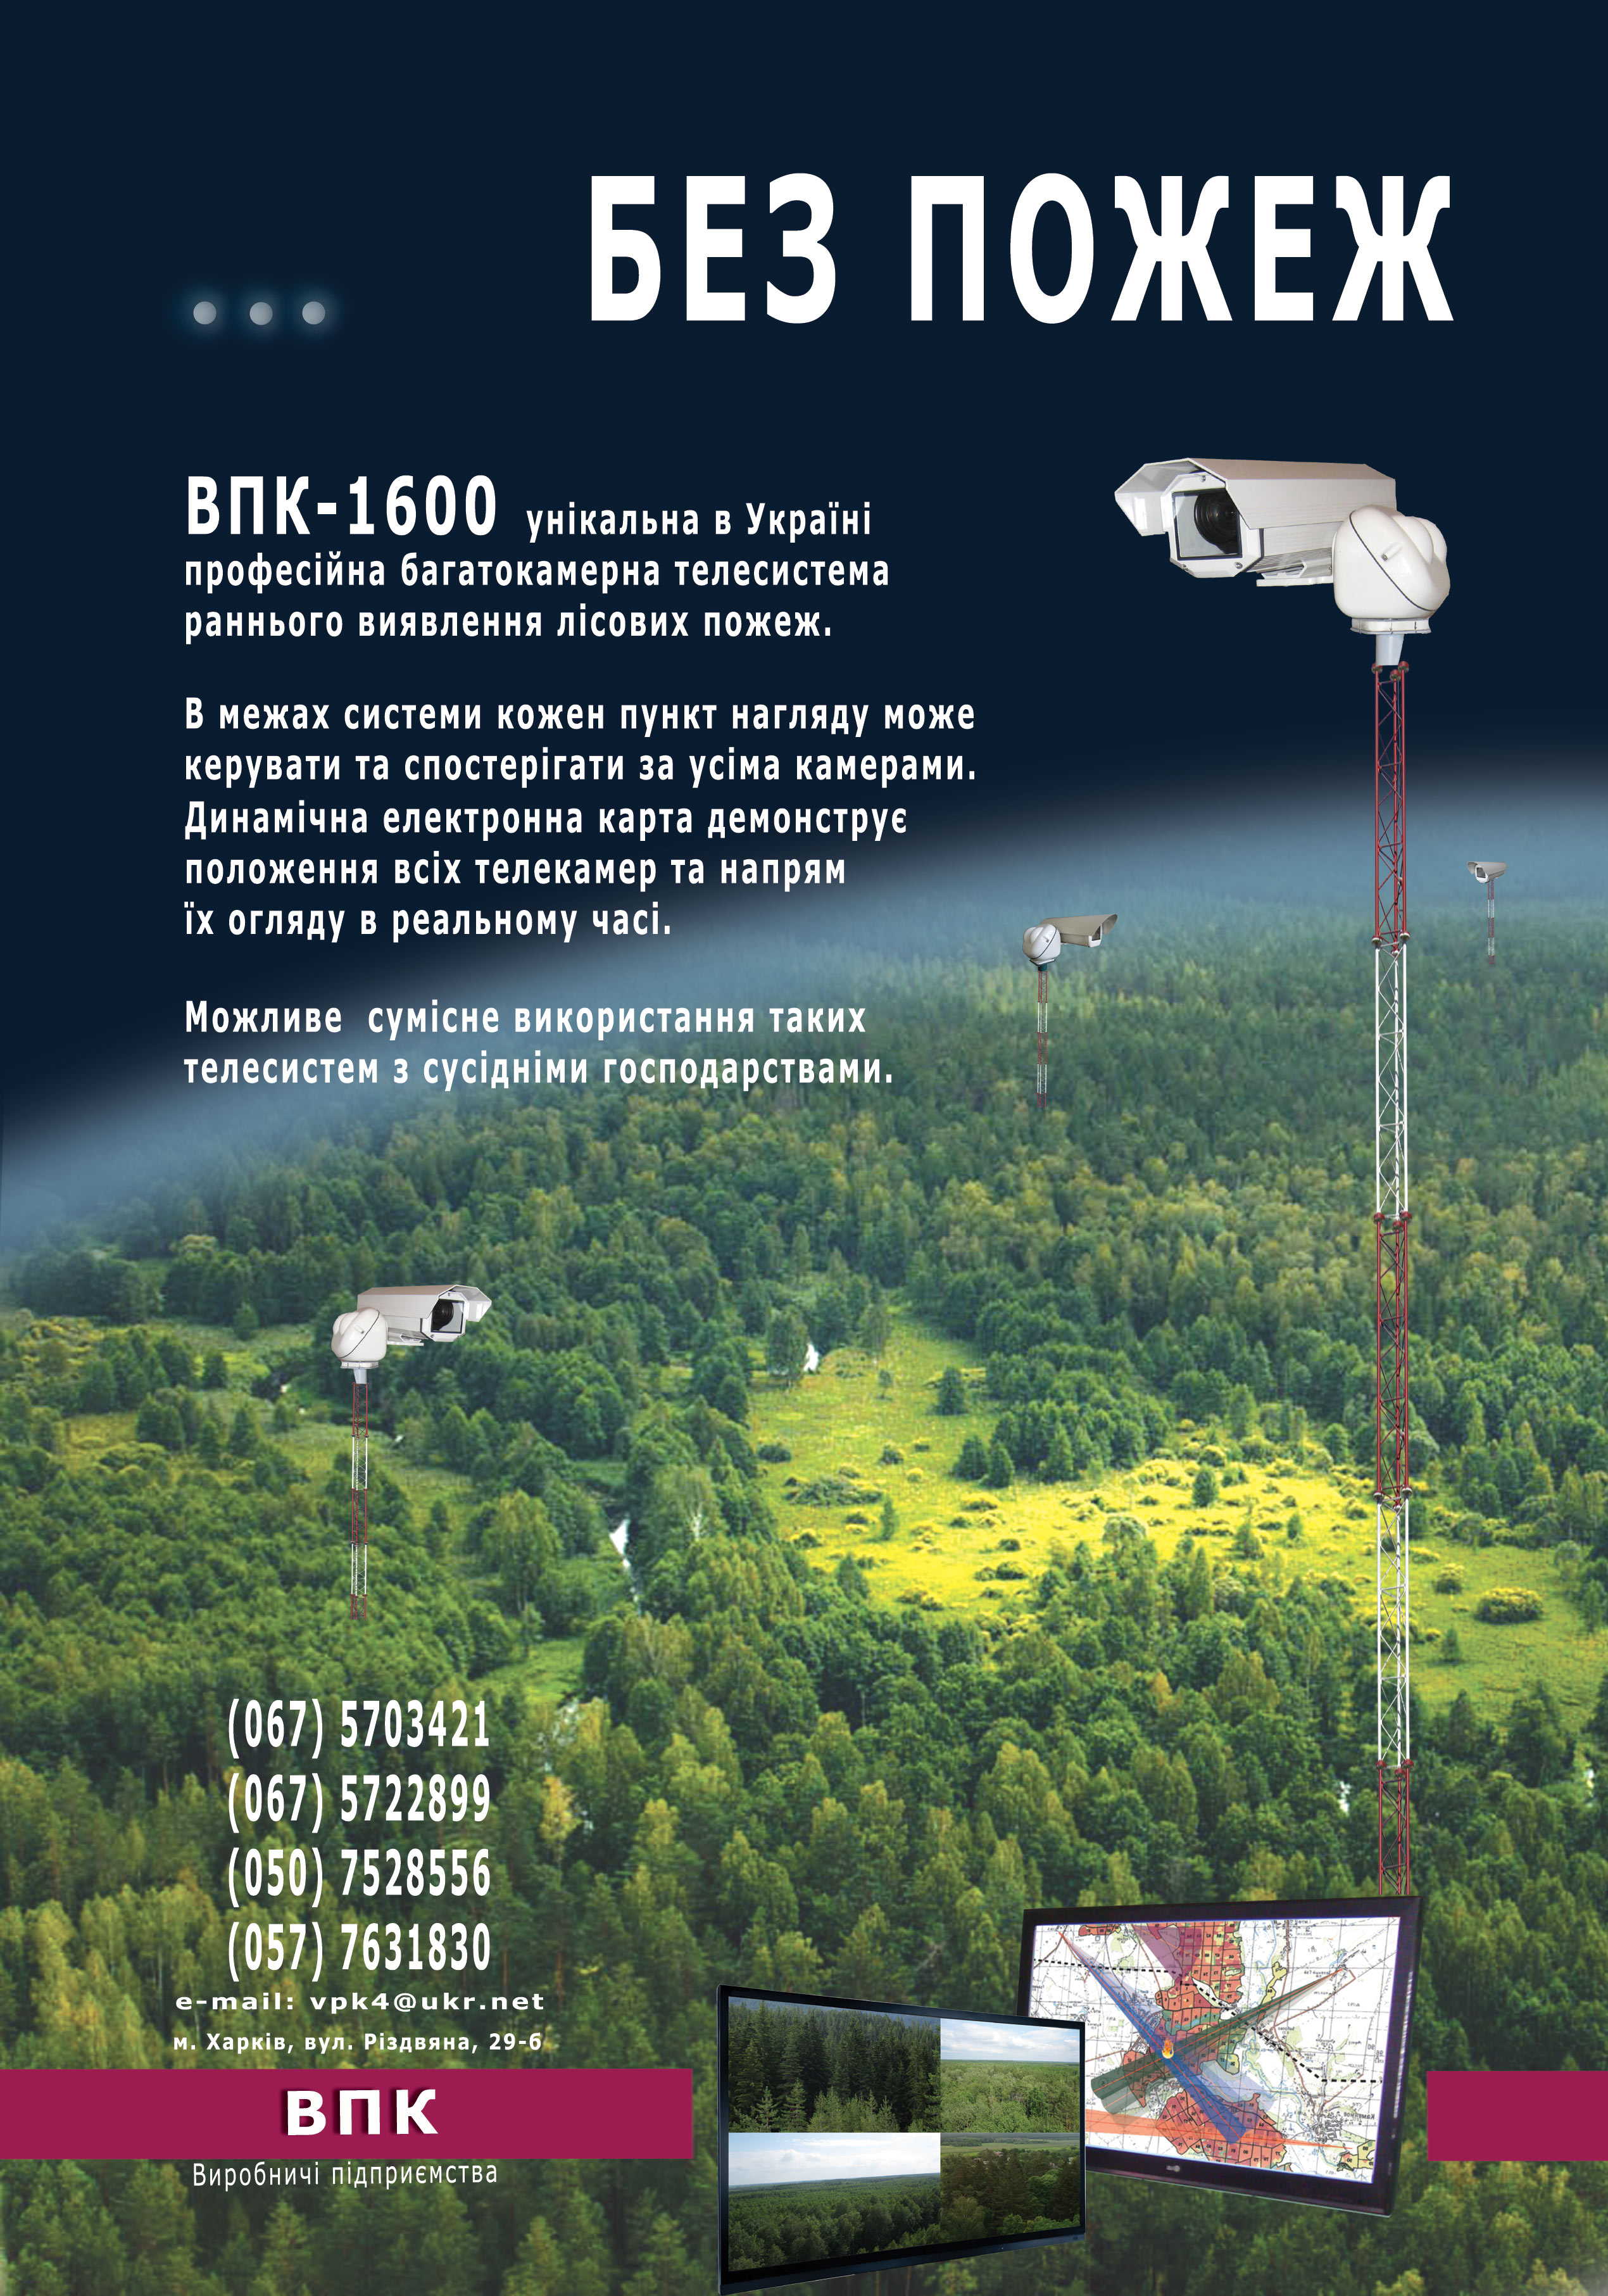 БЕЗ ПОЖЕЖ
ВПК-1600 унікальна в Україні
професійна багатокамерна телесистема
раннього виявлення лісових пожеж.
В межах системи кожен пункт нагляду може
керувати та спостерігати за усіма камерами.
Динамічна електронна карта демонструє
положення всіх телекамер та напрям
їх огляду в реальному часі.
Можливе сумісне використання таких
телесистем з сусідніми господарствами.
(067) 5703421
(067) 5722899
(050) 7528556
(057) 7631830
e-mail: vpk4@ukr.net
м. Харків, вул. Різдвяна, 29-б
ВПК
Виробничі підприємства